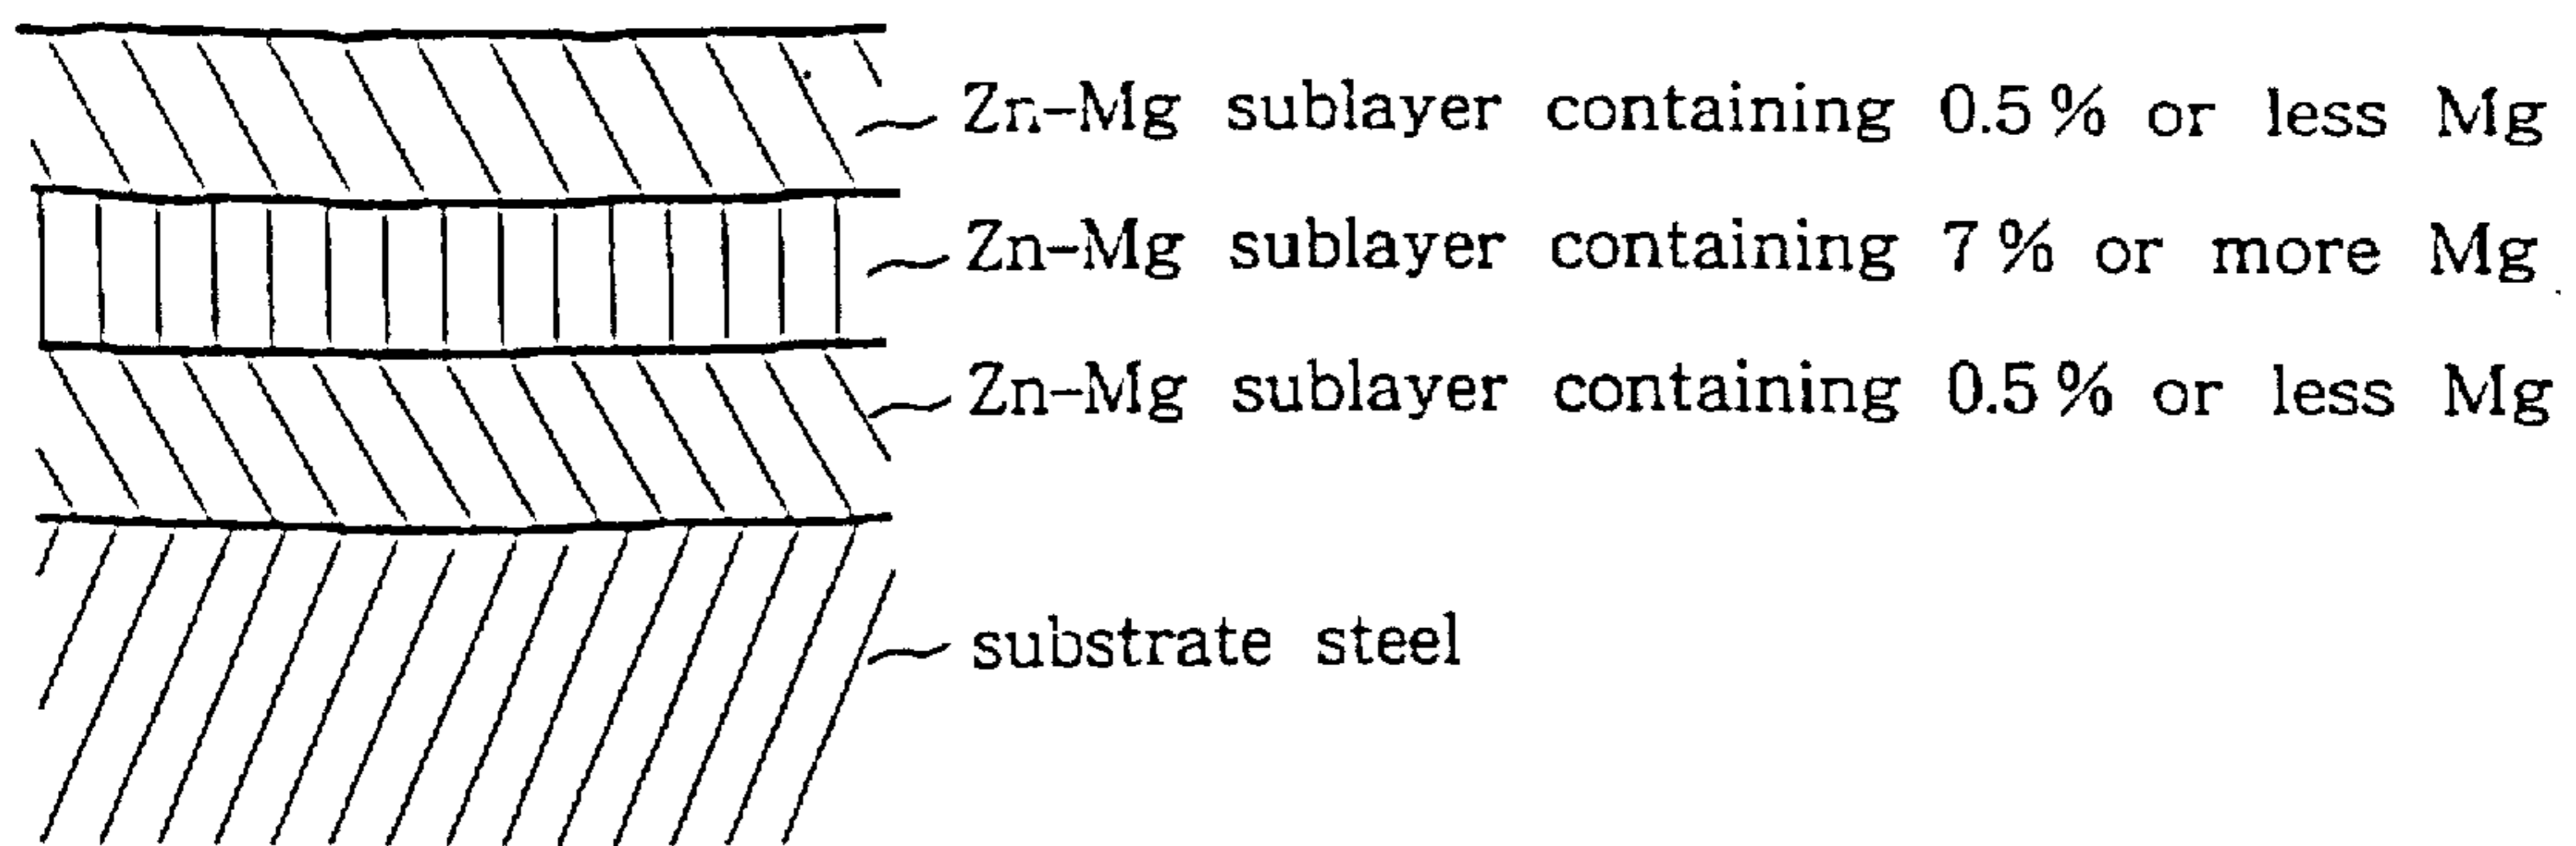 Zn-Mg sublayer containing 0.5% or less Mg
Zn-Mg sublayer containing 7% or more Mg
Zn-Mg sublayer containing 0.5% or less Mg
substrate steel